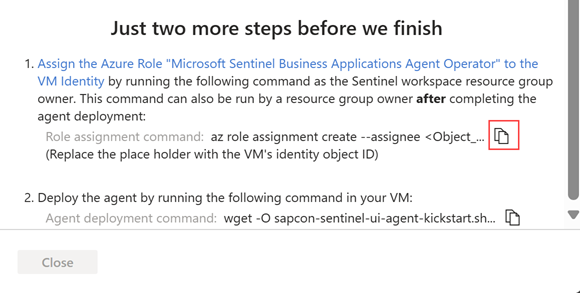 Just two more steps before we finish
1. Assign the Azure Role "Microsoft Sentinel Business Applications Agent Operator" to the
VM Identity by running the following command as the Sentinel workspace resource group
owner. This command can also be run by a resource group owner after completing the
agent deployment:
Role assignment command: az role assignment create --assignee <Object_...
(Replace the place holder with the VM's identity object ID)
2. Deploy the agent by running the following command in your VM:
Agent deployment command: wget -O sapcon-sentinel-ui-agent-kickstart.sh...
Close